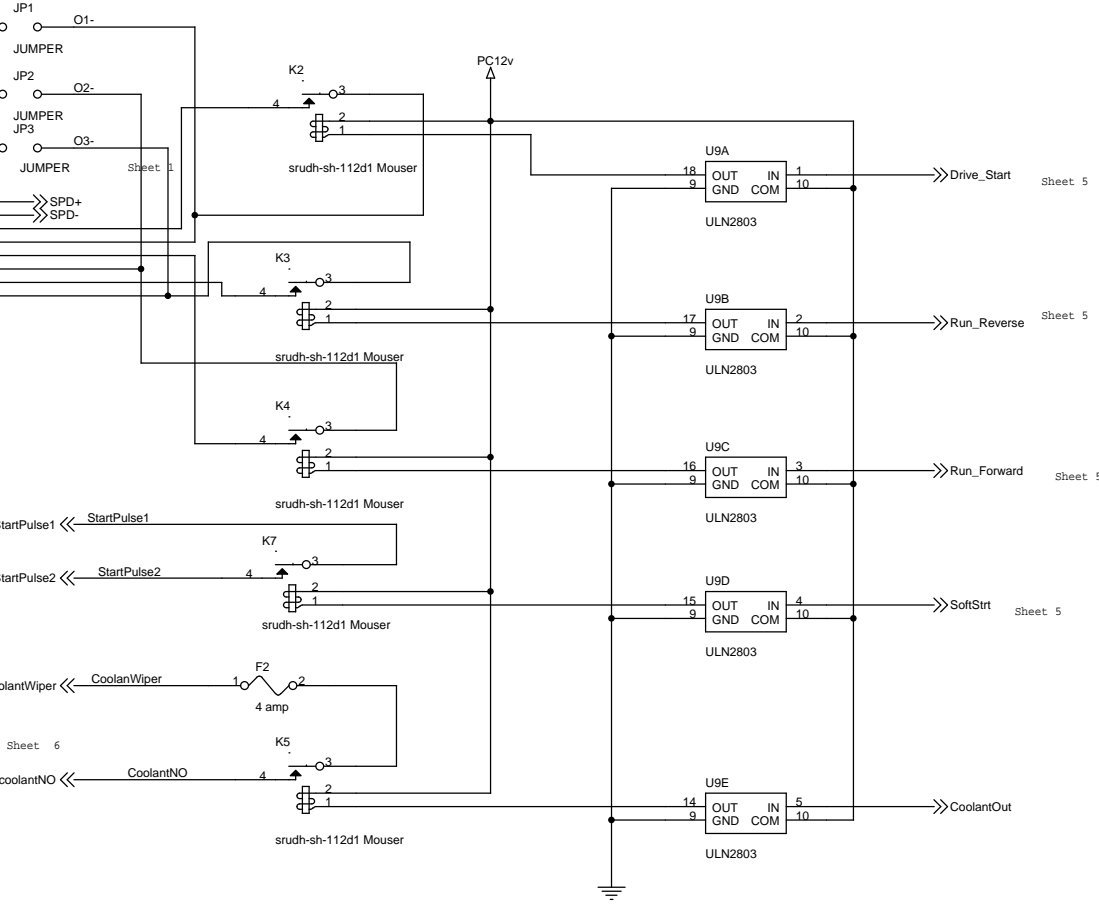 JP1
O1-
JUMPER
JP2
O2-
JUMPER
JP3
O3-
JUMPER
Sheet 1
SPD+
SPD-
PC12v
K2
3
4
2
1
srudh-sh-112d1 Mouser
U9A
18 OUT IN 1
9 GND COM 10
ULN2803
Drive_Start
Sheet 5
K3
3
4
2
1
srudh-sh-112d1 Mouser
U9B
17 OUT IN 2
9 GND COM 10
ULN2803
Run_Reverse
Sheet 5
K4
3
4
2
1
srudh-sh-112d1 Mouser
U9C
16 OUT IN 3
9 GND COM 10
ULN2803
Run_Forward
Sheet 5
tartPulse1
StartPulse1
K7
3
tartPulse2
StartPulse2
4
2
1
srudh-sh-112d1 Mouser
U9D
15 OUT IN 4
9 GND COM 10
ULN2803
SoftStrt
Sheet 5
olantWiper
CoolanWiper
F2
1
2
4 amp
Sheet 6
K5
3
coolantNO
CoolantNO
4
2
1
srudh-sh-112d1 Mouser
U9E
14 OUT IN 5
9 GND COM 10
ULN2803
CoolantOut